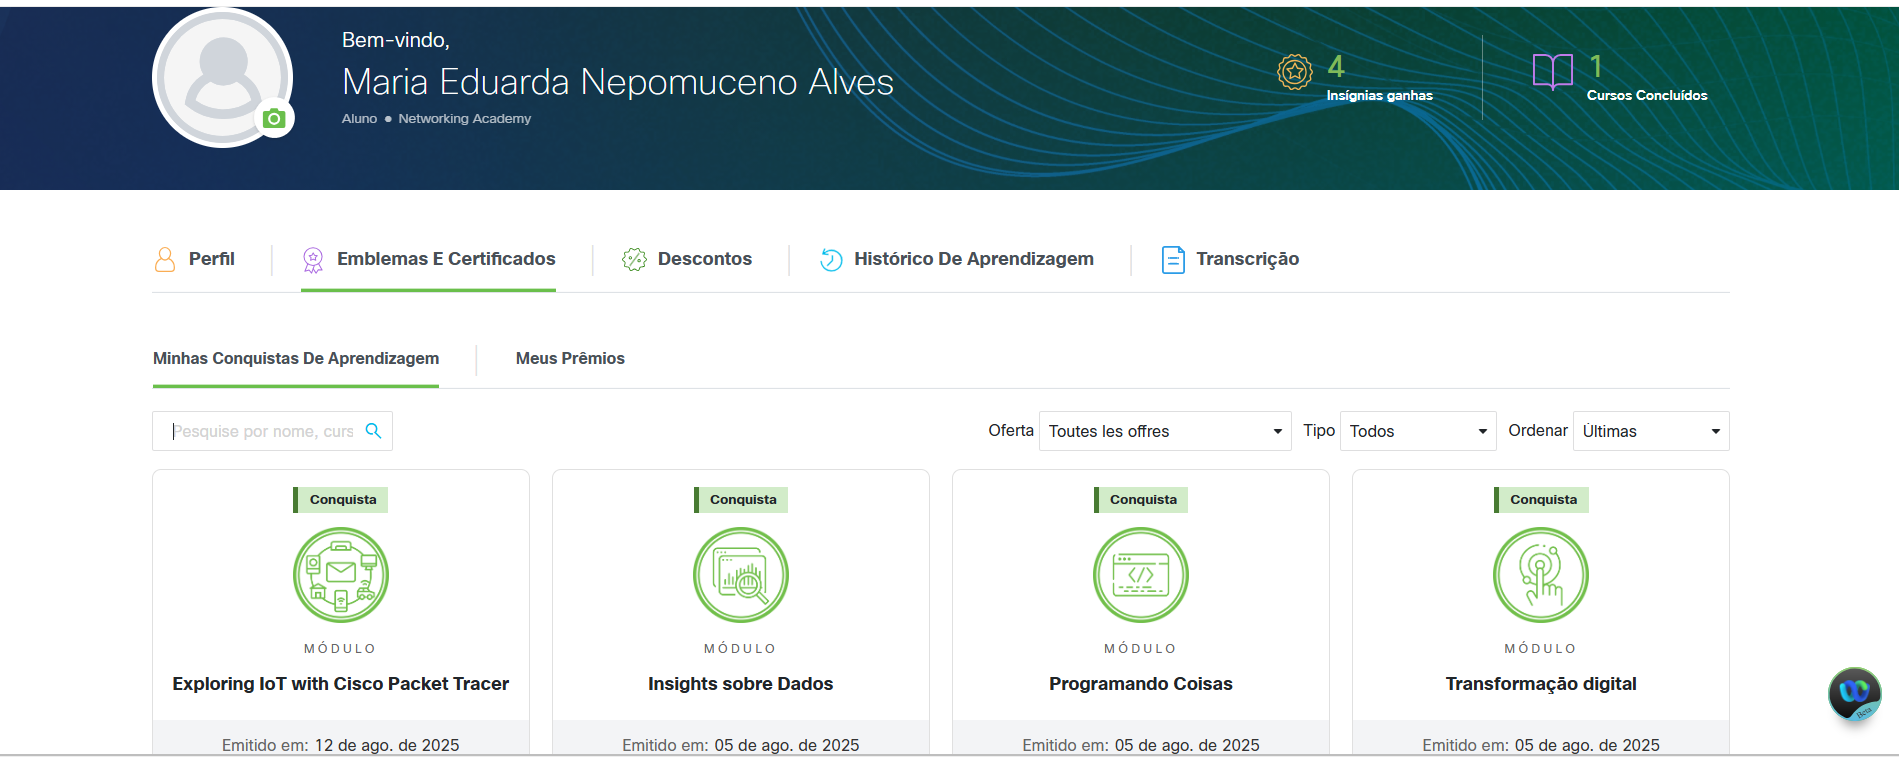 Bem-vindo,
Maria Eduarda Nepomuceno Alves
Aluno ● Networking Academy
4
Insígnias ganhas
1
Cursos Concluídos
Perfil
Emblemas E Certificados
Descontos
Histórico De Aprendizagem
Transcrição
Minhas Conquistas De Aprendizagem
Meus Prêmios
Pesquise por nome, curs
Oferta
Toutes les offres
Tipo
Todos
Ordenar
Últimas
Conquista
MÓDULO
Exploring IoT with Cisco Packet Tracer
Emitido em: 12 de ago. de 2025
Conquista
MÓDULO
Insights sobre Dados
Emitido em: 05 de ago. de 2025
Conquista
MÓDULO
Programando Coisas
Emitido em: 05 de ago. de 2025
Conquista
MÓDULO
Transformação digital
Emitido em: 05 de ago. de 2025
Beta